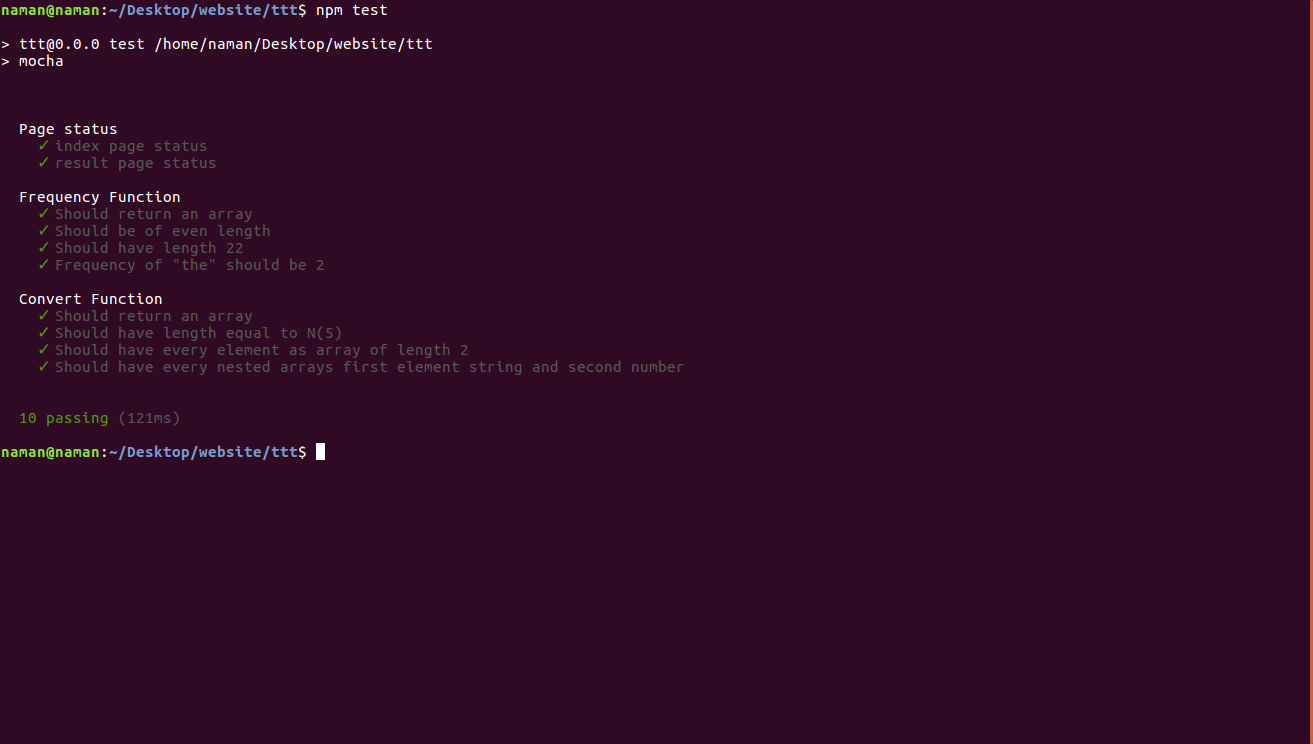 naman@naman:~/Desktop/website/ttt$ npm test
> ttt@0.0.0 test /home/naman/Desktop/website/ttt
> mocha
Page status
✓ index page status
✓ result page status
Frequency Function
✓ Should return an array
✓ Should be of even length
✓ Should have length 22
✓ Frequency of "the" should be 2
Convert Function
✓ Should return an array
✓ Should have length equal to N(5)
✓ Should have every element as array of length 2
✓ Should have every nested arrays first element string and second number
10 passing (121ms)
naman@naman:~/Desktop/website/ttt$